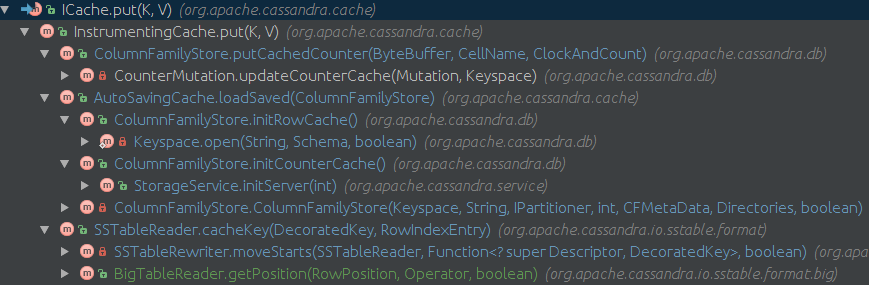 ICache.put(K, V) (org.apache.cassandra.cache)
InstrumentingCache.put(K, V) (org.apache.cassandra.cache)
ColumnFamilyStore.putCachedCounter(ByteBuffer, CellName, ClockAndCount) (org.apache.cassandra.db)
CounterMutation.updateCounterCache(Mutation, Keyspace) (org.apache.cassandra.db)
AutoSavingCache.loadSaved(ColumnFamilyStore) (org.apache.cassandra.cache)
ColumnFamilyStore.initRowCache() (org.apache.cassandra.db)
Keyspace.open(String, Schema, boolean) (org.apache.cassandra.db)
ColumnFamilyStore.initCounterCache() (org.apache.cassandra.db)
StorageService.initServer(int) (org.apache.cassandra.service)
ColumnFamilyStore.ColumnFamilyStore(Keyspace, String, IPartitioner, int, CFMetaData, Directories, boolean)
SSTableReader.cacheKey(DecoratedKey, RowIndexEntry) (org.apache.cassandra.io.sstable.format)
SSTableRewriter.moveStarts(SSTableReader, Function<? super Descriptor, DecoratedKey>, boolean) (org.apa
BigTableReader.getPosition(RowPosition, Operator, boolean) (org.apache.cassandra.io.sstable.format.big)